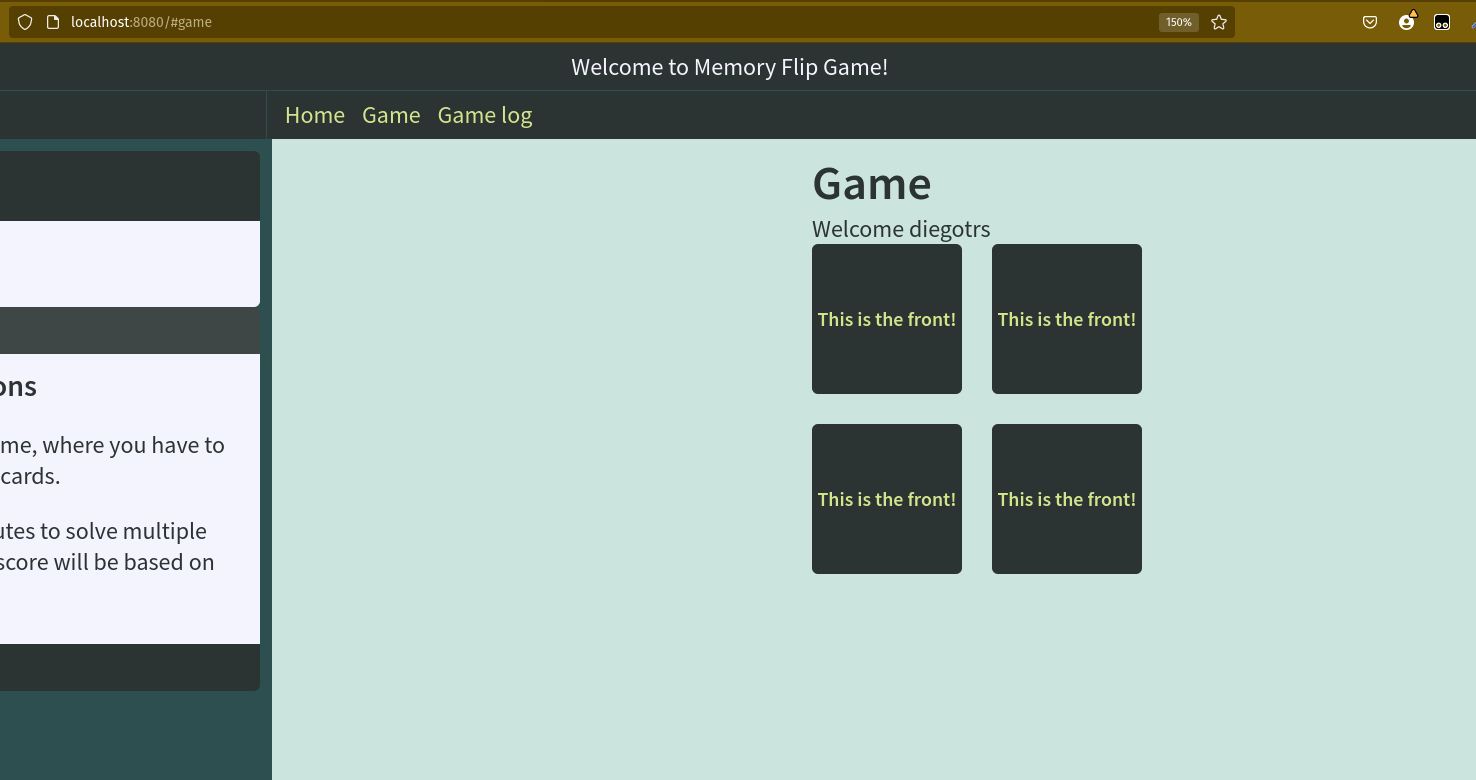 localhost:8080/#game
150%
Welcome to Memory Flip Game!
Home Game Game log
ons
me, where you have to
cards.
utes to solve multiple
score will be based on
Game
Welcome diegotrs
This is the front! This is the front!
This is the front! This is the front!